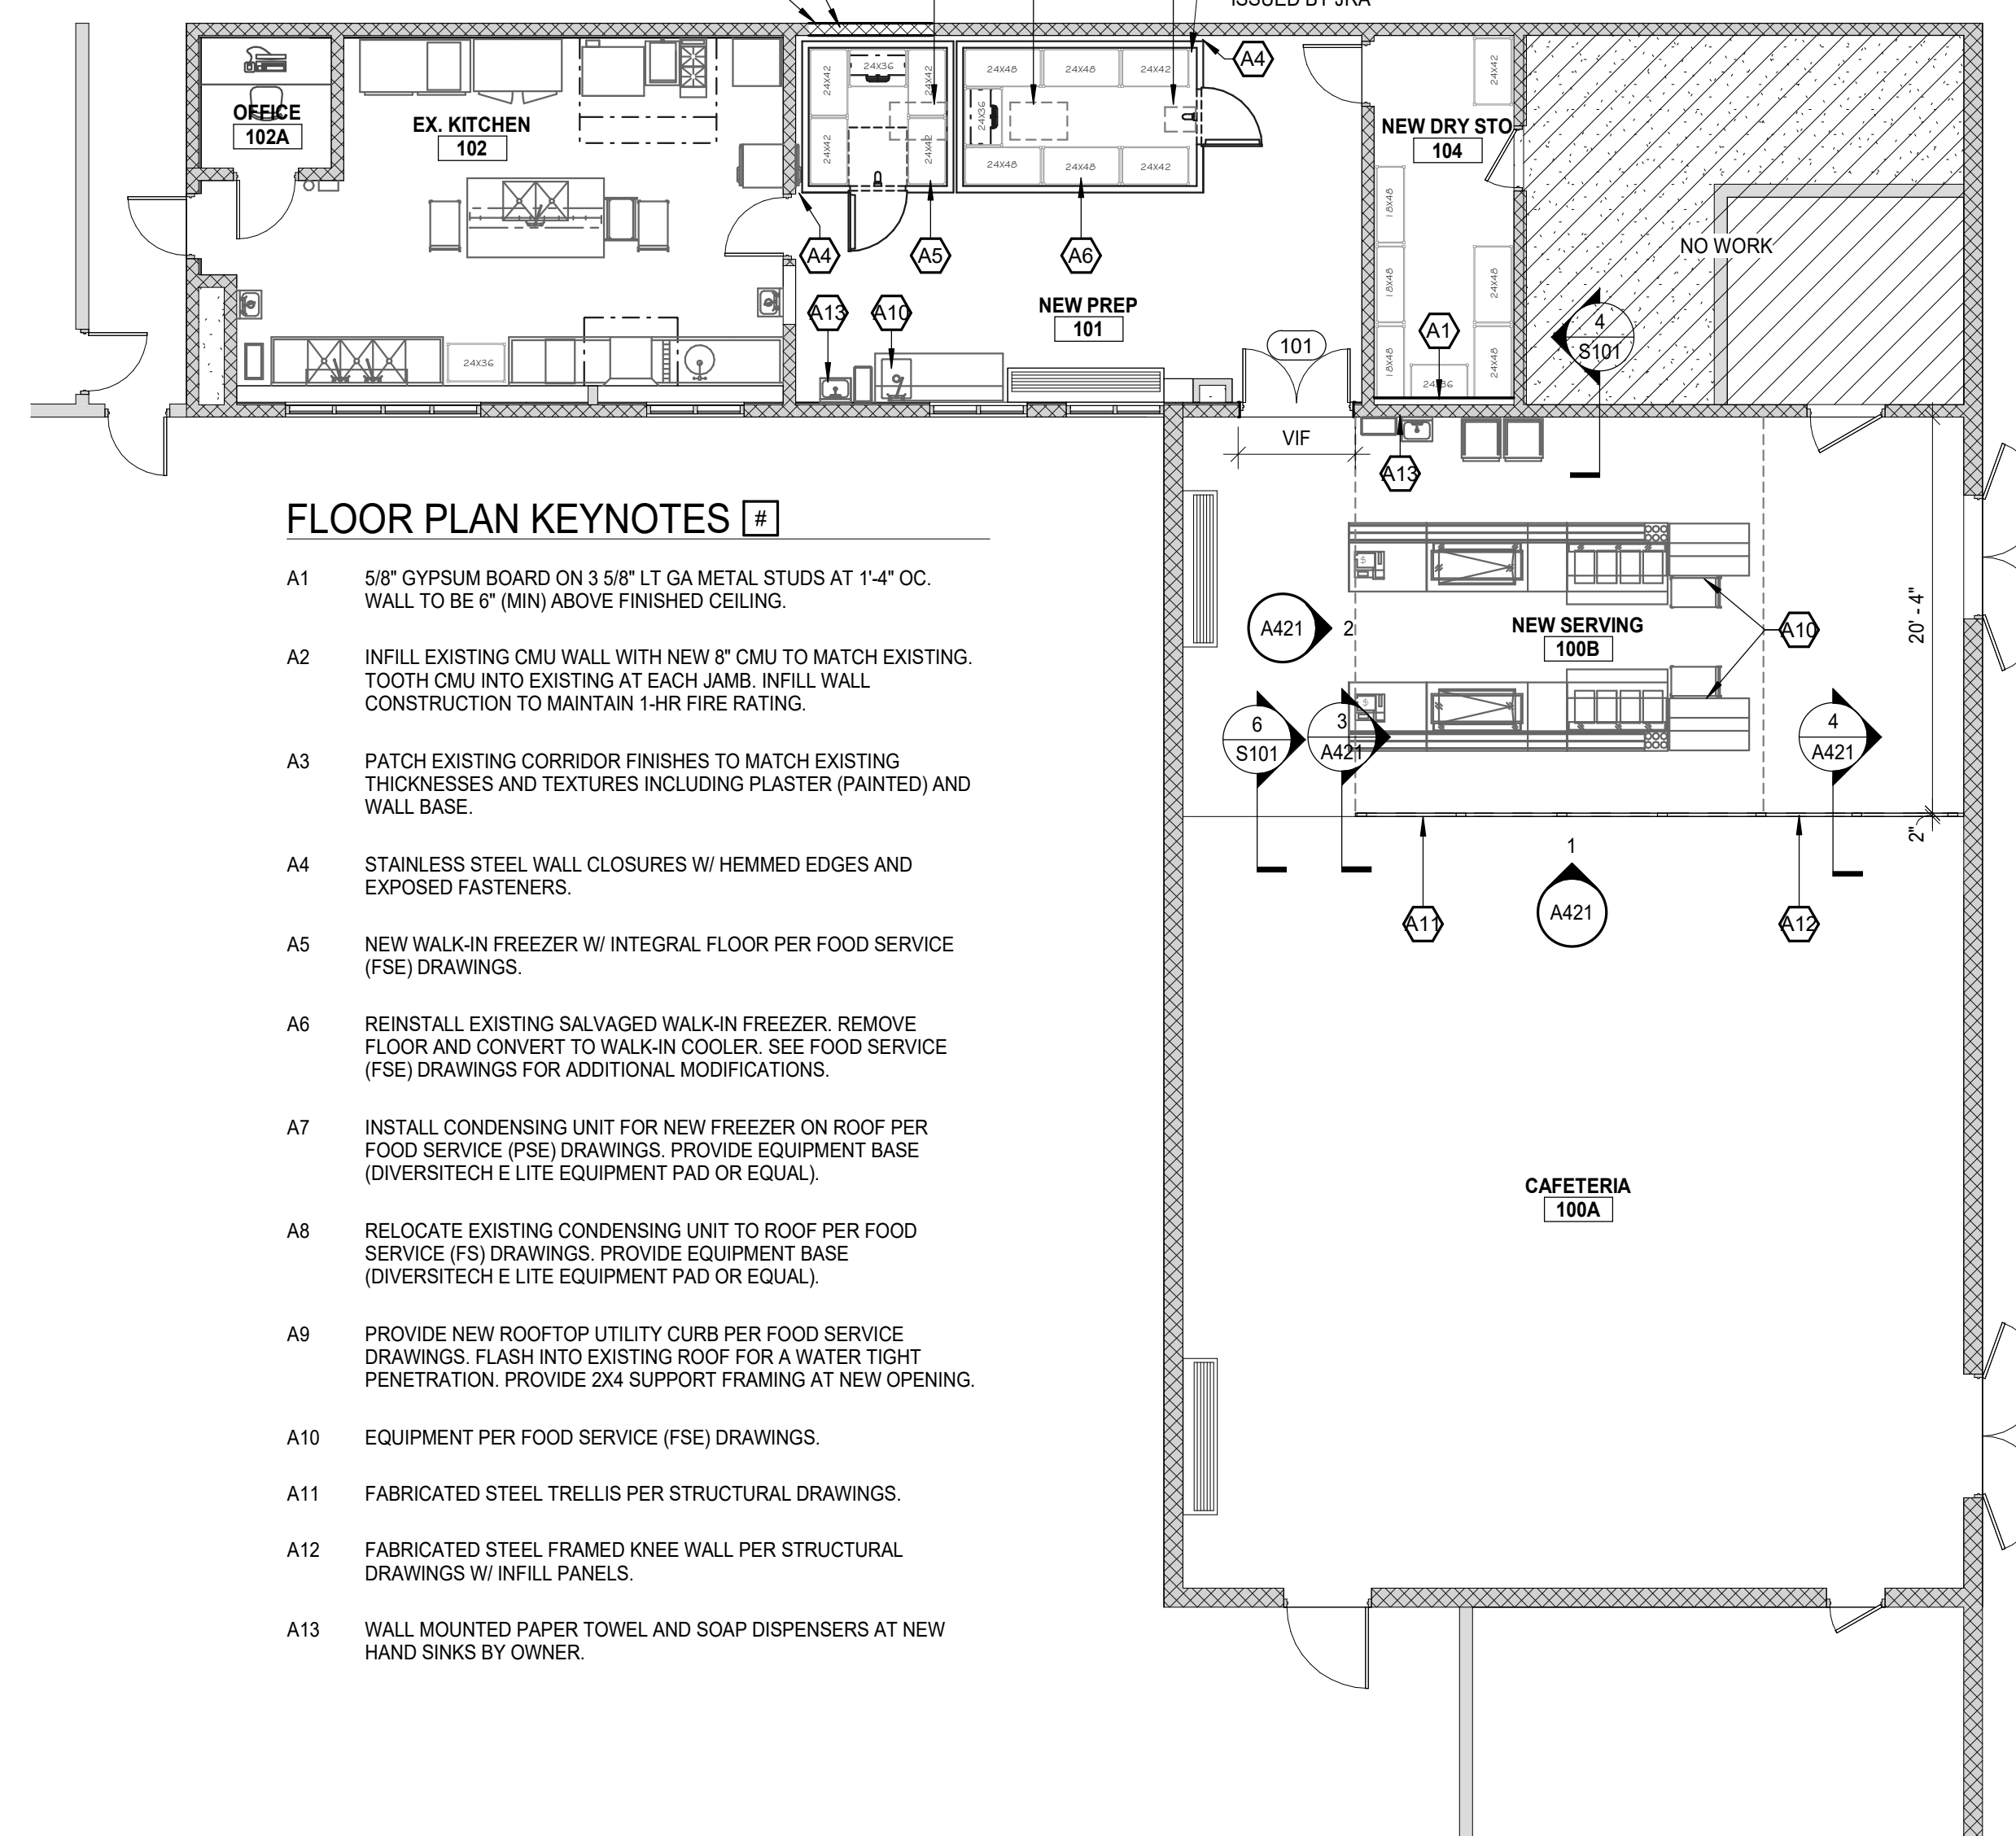 ISSUED BY JRA
OFFICE
102A
EX. KITCHEN
102
24X42
24X36
24X42
24X42
24X42
24X48
24X48
24X42
24X36
24X48
24X48
24X42
A4
NEW DRY STO
104
24X42
18X48
18X48
24X48
18X48
24X36
24X48
NO WORK
A4
A5
A6
A13
A10
NEW PREP
101
101
A1
4
S101
24X36
VIF
A13
FLOOR PLAN KEYNOTES #
A1 5/8" GYPSUM BOARD ON 3 5/8" LT GA METAL STUDS AT 1'-4" OC.
WALL TO BE 6" (MIN) ABOVE FINISHED CEILING.
A2 INFILL EXISTING CMU WALL WITH NEW 8" CMU TO MATCH EXISTING.
TOOTH CMU INTO EXISTING AT EACH JAMB. INFILL WALL
CONSTRUCTION TO MAINTAIN 1-HR FIRE RATING.
A3 PATCH EXISTING CORRIDOR FINISHES TO MATCH EXISTING
THICKNESSES AND TEXTURES INCLUDING PLASTER (PAINTED) AND
WALL BASE.
A4 STAINLESS STEEL WALL CLOSURES W/ HEMMED EDGES AND
EXPOSED FASTENERS.
A5 NEW WALK-IN FREEZER W/ INTEGRAL FLOOR PER FOOD SERVICE
(FSE) DRAWINGS.
A6 REINSTALL EXISTING SALVAGED WALK-IN FREEZER. REMOVE
FLOOR AND CONVERT TO WALK-IN COOLER. SEE FOOD SERVICE
(FSE) DRAWINGS FOR ADDITIONAL MODIFICATIONS.
A7 INSTALL CONDENSING UNIT FOR NEW FREEZER ON ROOF PER
FOOD SERVICE (PSE) DRAWINGS. PROVIDE EQUIPMENT BASE
(DIVERSITECH E LITE EQUIPMENT PAD OR EQUAL).
A8 RELOCATE EXISTING CONDENSING UNIT TO ROOF PER FOOD
SERVICE (FS) DRAWINGS. PROVIDE EQUIPMENT BASE
(DIVERSITECH E LITE EQUIPMENT PAD OR EQUAL).
A9 PROVIDE NEW ROOFTOP UTILITY CURB PER FOOD SERVICE
DRAWINGS. FLASH INTO EXISTING ROOF FOR A WATER TIGHT
PENETRATION. PROVIDE 2X4 SUPPORT FRAMING AT NEW OPENING.
A10 EQUIPMENT PER FOOD SERVICE (FSE) DRAWINGS.
A11 FABRICATED STEEL TRELLIS PER STRUCTURAL DRAWINGS.
A12 FABRICATED STEEL FRAMED KNEE WALL PER STRUCTURAL
DRAWINGS W/ INFILL PANELS.
A13 WALL MOUNTED PAPER TOWEL AND SOAP DISPENSERS AT NEW
HAND SINKS BY OWNER.
$
A421
2
NEW SERVING
100B
A10
20' - 4"
$
6
S101
3
A421
4
A421
2"
1
A421
A11
A12
CAFETERIA
100A